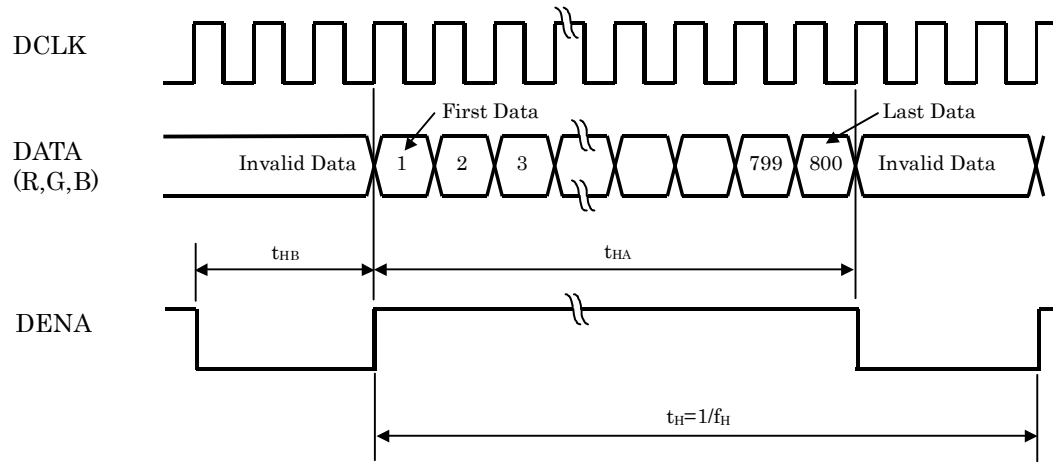 DCLK
First Data
Last Data
DATA
(R,G,B)
Invalid Data
1
2
3
799
800
Invalid Data
tHB
tHA
DENA
tH=1/fH